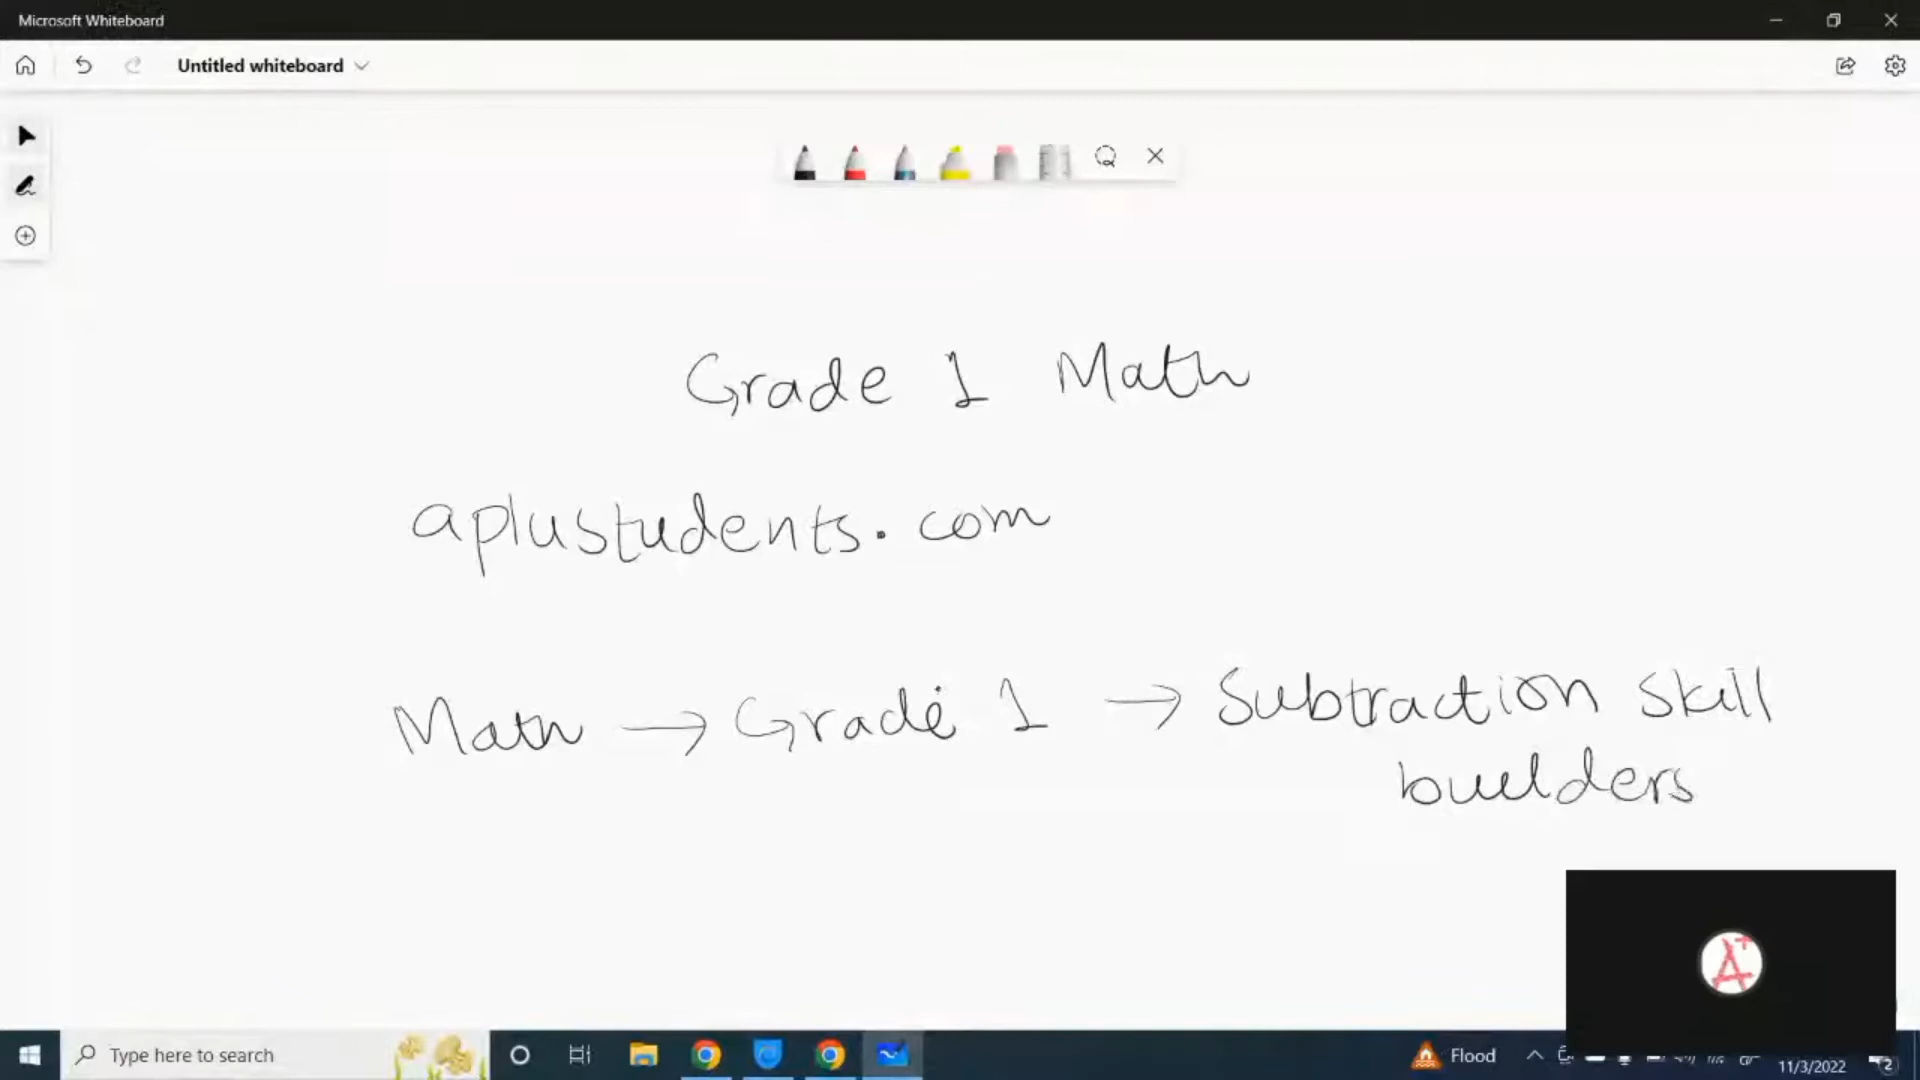 Microsoft Whiteboard
Untitled whiteboard
Grade 1 Math
aplustudents.com
Math → Grade 1 → Subtraction Skill
builders
A+
Type here to search
Flood
11/3/2022
2